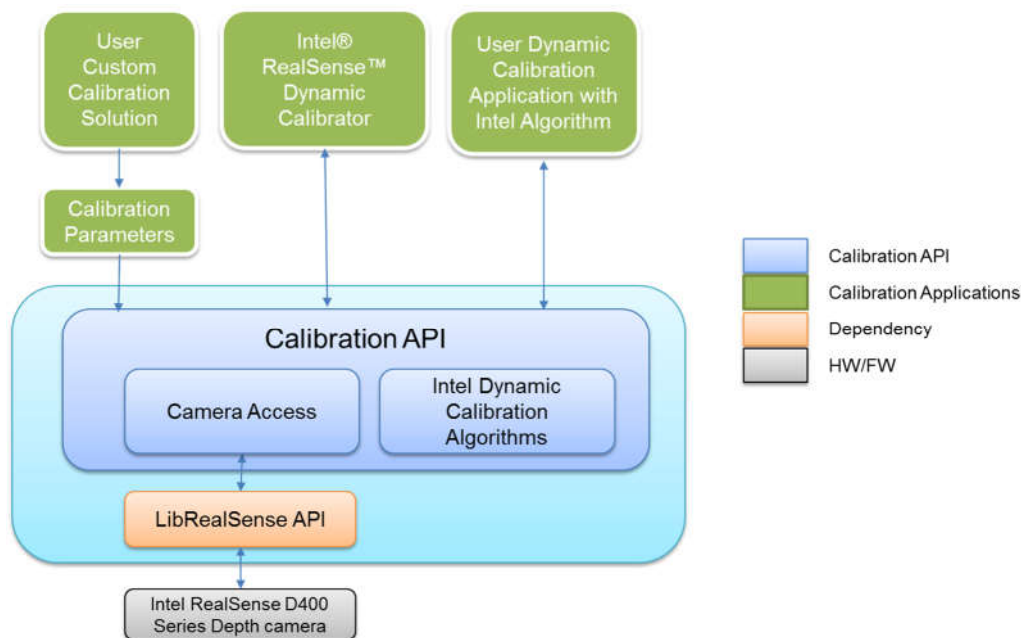 User
Custom
Calibration
Solution
Intel®
RealSense™
Dynamic
Calibrator
User Dynamic
Calibration
Application with
Intel Algorithm
Calibration
Parameters
Calibration API
Camera Access
Intel Dynamic
Calibration
Algorithms
LibRealSense API
Intel RealSense D400
Series Depth camera
Calibration API
Calibration Applications
Dependency
HW/FW